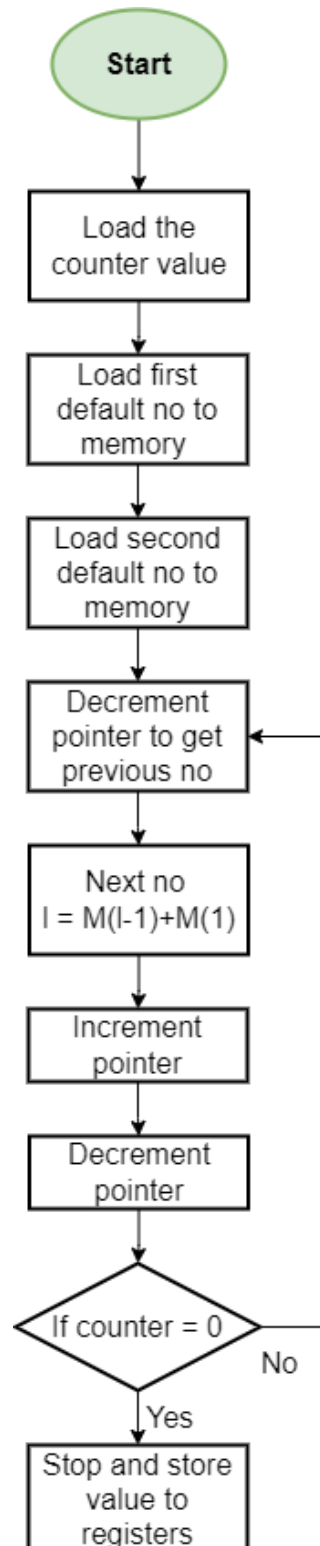 Start
Load the
counter value
Load first
default no to
memory
Load second
default no to
memory
Decrement
pointer to get
previous no
Next no
I = M(I-1)+M(1)
Increment
pointer
Decrement
pointer
If counter = 0
No
Yes
Stop and store
value to
registers